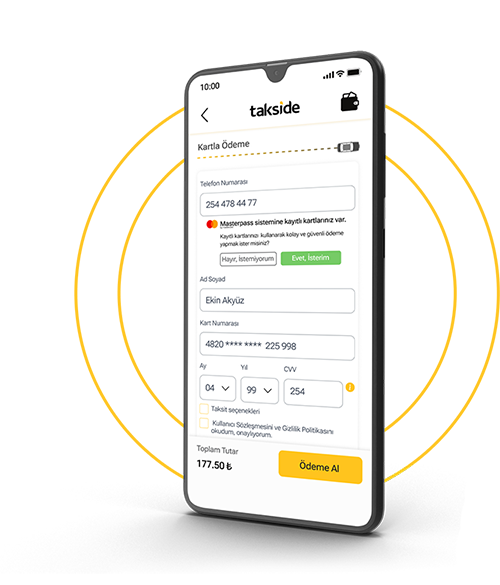 10:00
takside
Kartla Ödeme
Telefon Numarası
254 478 44 77
Masterpass sistemine kayıtlı kartlarınız var.
Kayıtlı kartlarınızı kullanarak kolay ve güvenli ödeme
yapmak ister misiniz?
Hayır, İstemiyorum Evet, İsterim
Ad Soyad
Ekin Akyüz
Kart Numarası
4820 **** **** 225 998
Ay Yıl CVV
04 99 254
Taksit seçenekleri
Kullanıcı Sözleşmesini ve Gizlilik Politikasını
okudum, onaylıyorum.
Toplam Tutar
177.50 ₺
Ödeme Al